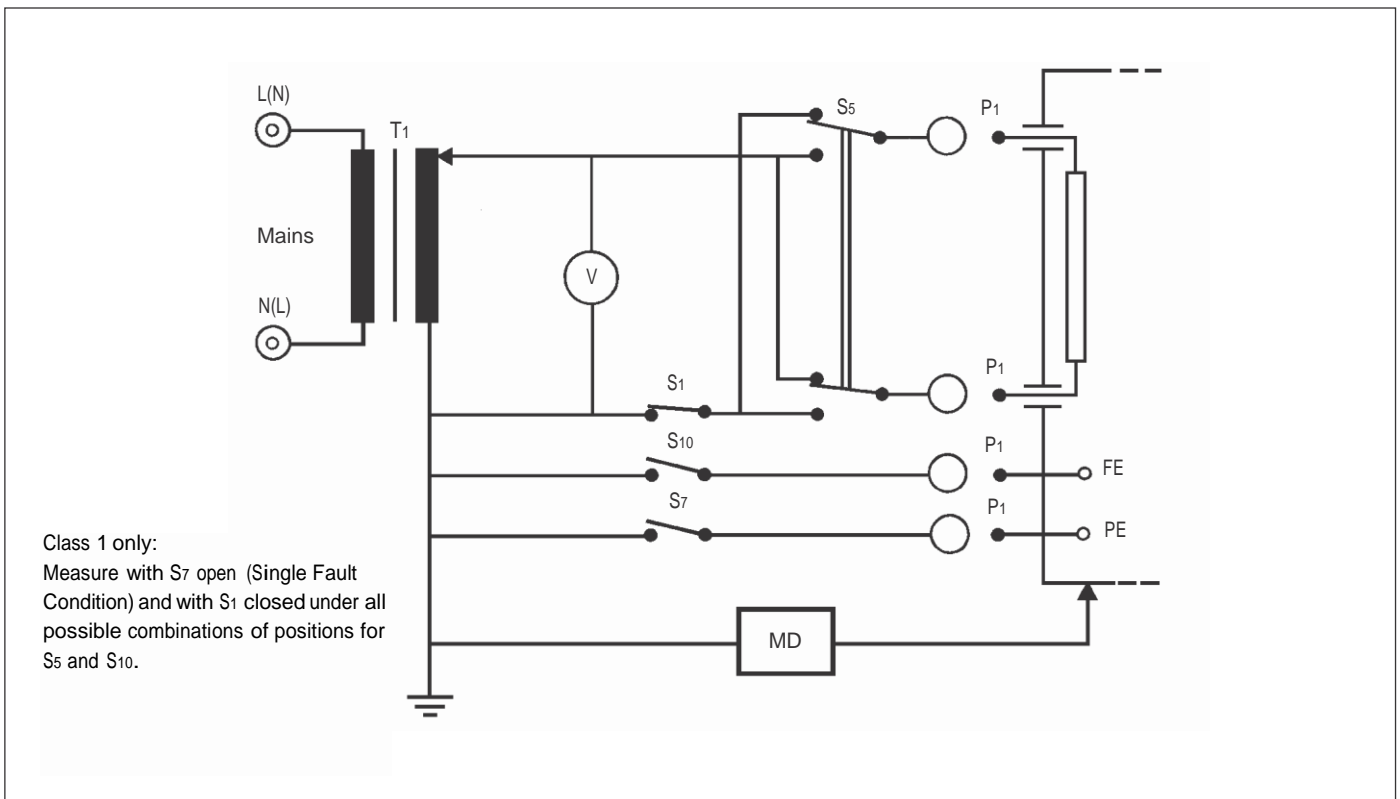 L(N)
T1
S5
P1
Mains
V
N(L)
S1
P1
S10
P1
FE
S7
P1
PE
Class 1 only:
Measure with S7 open (Single Fault
Condition) and with S1 closed under all
possible combinations of positions for
S5 and S10.
MD